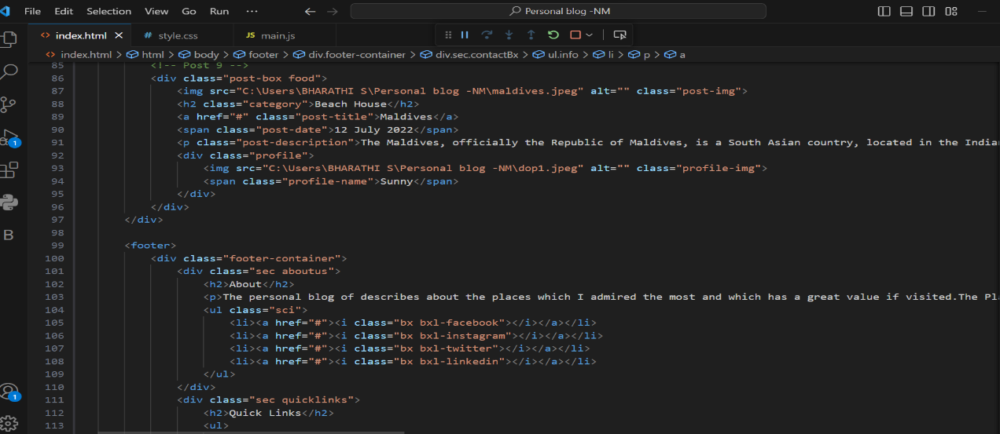 File Edit Selection View Go Run ··· Personal blog -NM
index.html # style.css JS main.js
index.html > html > body > footer > div.footer-container > div.sec.contactBx > ul.info > li > p > a
85 <!-- Post 9 -->
86 <div class="post-box food">
87 <img src="C:\Users\BHARATHI S\Personal blog -NM\maldives.jpeg" alt="" class="post-img">
88 <h2 class="category">Beach House</h2>
89 <a href="#" class="post-title">Maldives</a>
90 <span class="post-date">12 July 2022</span>
91 <p class="post-description">The Maldives, officially the Republic of Maldives, is a South Asian country, located in the India
92 <div class="profile">
93 <img src="C:\Users\BHARATHI S\Personal blog -NM\dop1.jpeg" alt="" class="profile-img">
94 <span class="profile-name">Sunny</span>
95 </div>
96 </div>
97 </div>
98
99 <footer>
100 <div class="footer-container">
101 <div class="sec aboutus">
102 <h2>About</h2>
103 <p>The personal blog of describes about the places which I admired the most and which has a great value if visited.The Pla
104 <ul class="sci">
105 <li><a href="#"><i class="bx bxl-facebook"></i></a></li>
106 <li><a href="#"><i class="bx bxl-instagram"></i></a></li>
107 <li><a href="#"><i class="bx bxl-twitter"></i></a></li>
108 <li><a href="#"><i class="bx bxl-linkedin"></i></a></li>
109 </ul>
110 </div>
111 <div class="sec quicklinks">
112 <h2>Quick Links</h2>
113 <ul>
1
B
1